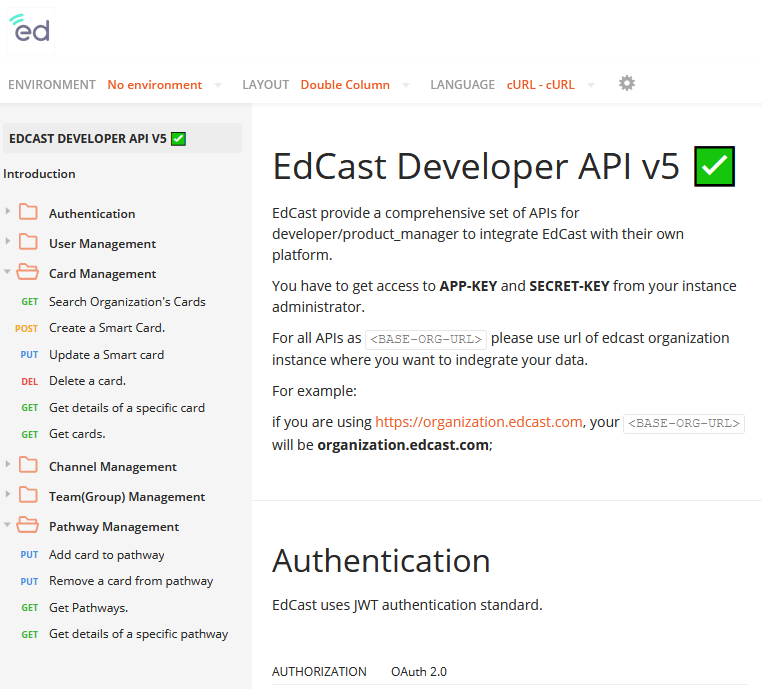 ed
ENVIRONMENT No environment LAYOUT Double Column LANGUAGE cURL - cURL
EDCAST DEVELOPER API V5 ✅
Introduction
Authentication
User Management
Card Management
GET Search Organization's Cards
POST Create a Smart Card.
PUT Update a Smart card
DEL Delete a card.
GET Get details of a specific card
GET Get cards.
Channel Management
Team(Group) Management
Pathway Management
PUT Add card to pathway
PUT Remove a card from pathway
GET Get Pathways.
GET Get details of a specific pathway
EdCast Developer API v5 ✅
EdCast provide a comprehensive set of APIs for
developer/product_manager to integrate EdCast with their own
platform.
You have to get access to APP-KEY and SECRET-KEY from your instance
administrator.
For all APIs as <BASE-ORG-URL> please use url of edcast organization
instance where you want to indegrate your data.
For example:
if you are using https://organization.edcast.com, your <BASE-ORG-URL>
will be organization.edcast.com;
Authentication
EdCast uses JWT authentication standard.
AUTHORIZATION OAuth 2.0